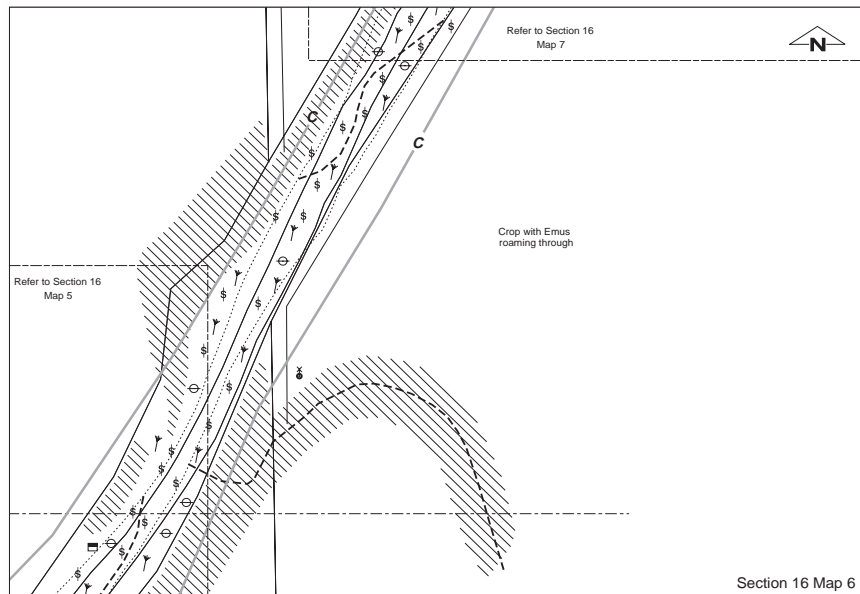 Refer to Section 16
Map 7
N
C
C
Crop with Emus
roaming through
Refer to Section 16
Map 5
Section 16 Map 6